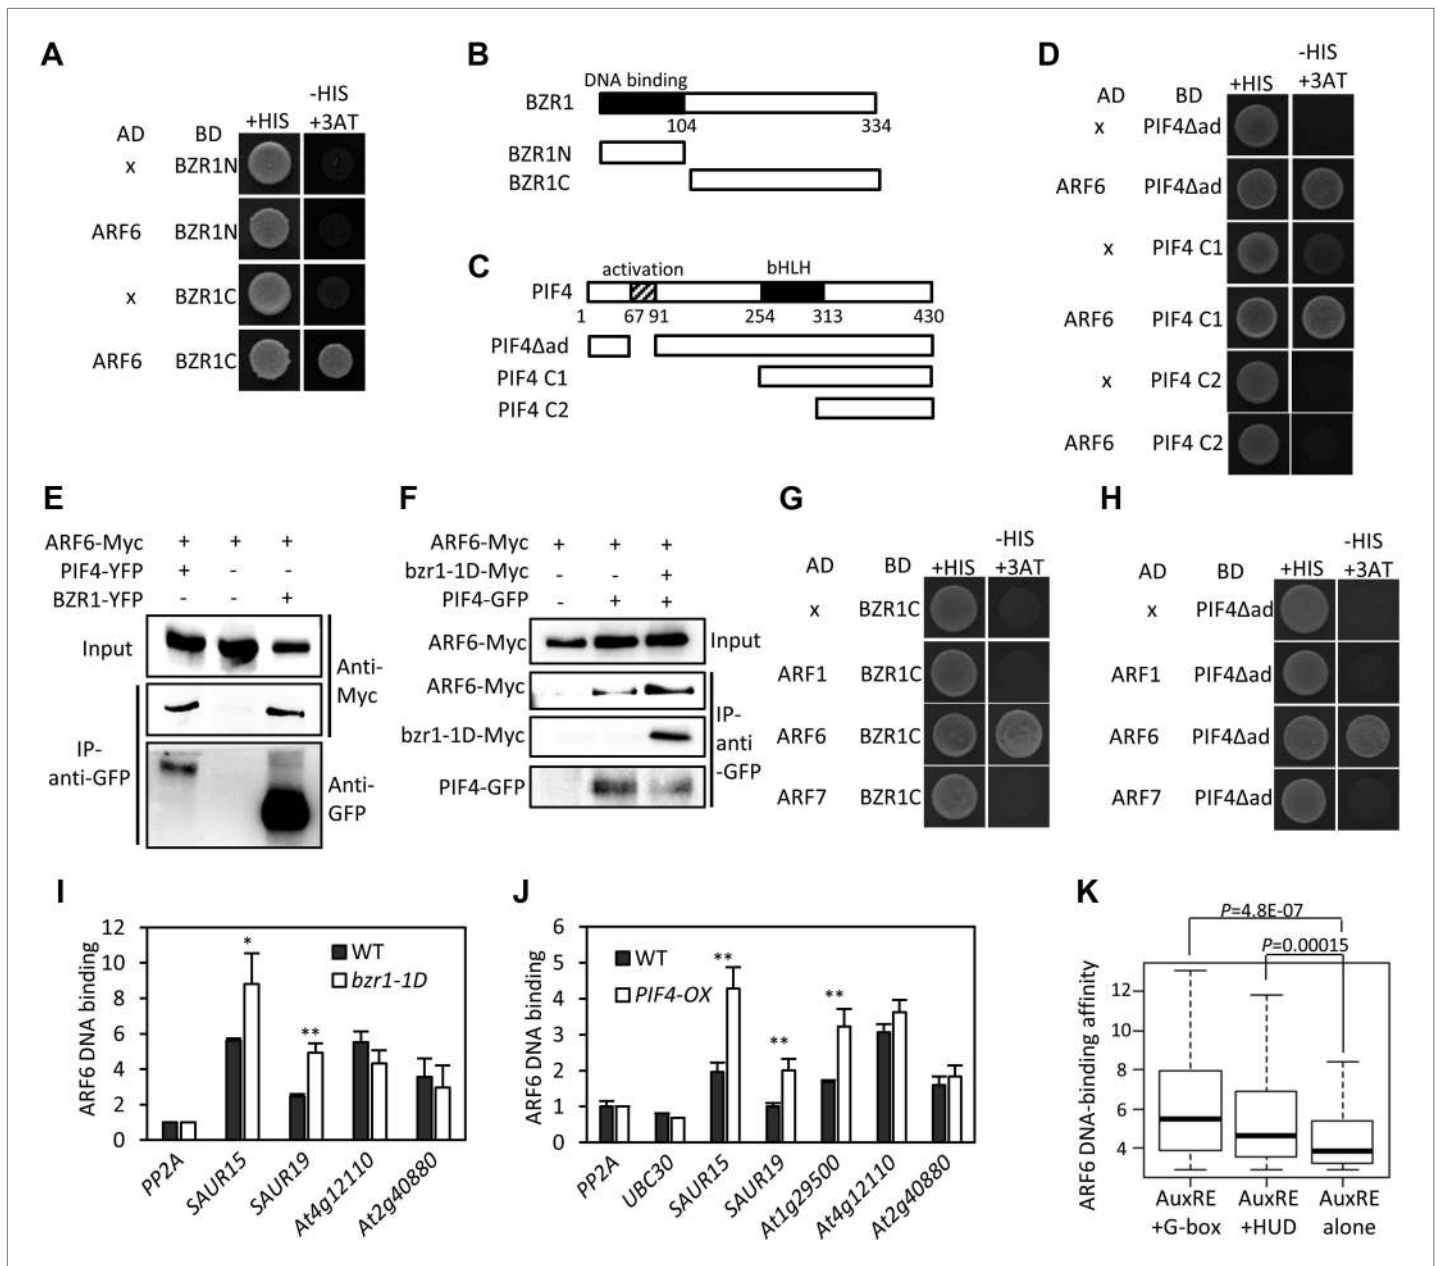 A
-HIS
AD BD +HIS +3AT
x BZR1N
ARF6 BZR1N
x BZR1C
ARF6 BZR1C
B
DNA binding
BZR1
104 334
BZR1N
BZR1C
C
activation bHLH
PIF4
1 67 91 254 313 430
PIF4Δad
PIF4 C1
PIF4 C2
D
-HIS
+HIS +3AT
AD BD
x PIF4Δad
ARF6 PIF4Δad
x PIF4 C1
ARF6 PIF4 C1
x PIF4 C2
ARF6 PIF4 C2
E
ARF6-Myc + + +
PIF4-YFP + - -
BZR1-YFP - - +
Input
Anti-
Myc
IP-
anti-GFP
Anti-
GFP
F
ARF6-Myc + + +
bzr1-1D-Myc - - +
PIF4-GFP - + +
ARF6-Myc Input
ARF6-Myc
bzr1-1D-Myc
PIF4-GFP
IP-
anti
-GFP
G
-HIS
AD BD +HIS +3AT
x BZR1C
ARF1 BZR1C
ARF6 BZR1C
ARF7 BZR1C
H
-HIS
AD BD +HIS +3AT
x PIF4Δad
ARF1 PIF4Δad
ARF6 PIF4Δad
ARF7 PIF4Δad
I
ARF6 DNA binding
12
10
8
6
4
2
0
WT
bzr1-1D
*
**
PP2A
SAUR15
SAUR19
At4g12110
At2g40880
J
ARF6 DNA binding
6
5
4
3
2
1
0
WT
PIF4-OX
**
**
**
PP2A
UBC30
SAUR15
SAUR19
At1g29500
At4g12110
At2g40880
K
P=4.8E-07
P=0.00015
ARF6 DNA-binding affinity
12
10
8
6
4
AuxRE AuxRE AuxRE
+G-box +HUD alone